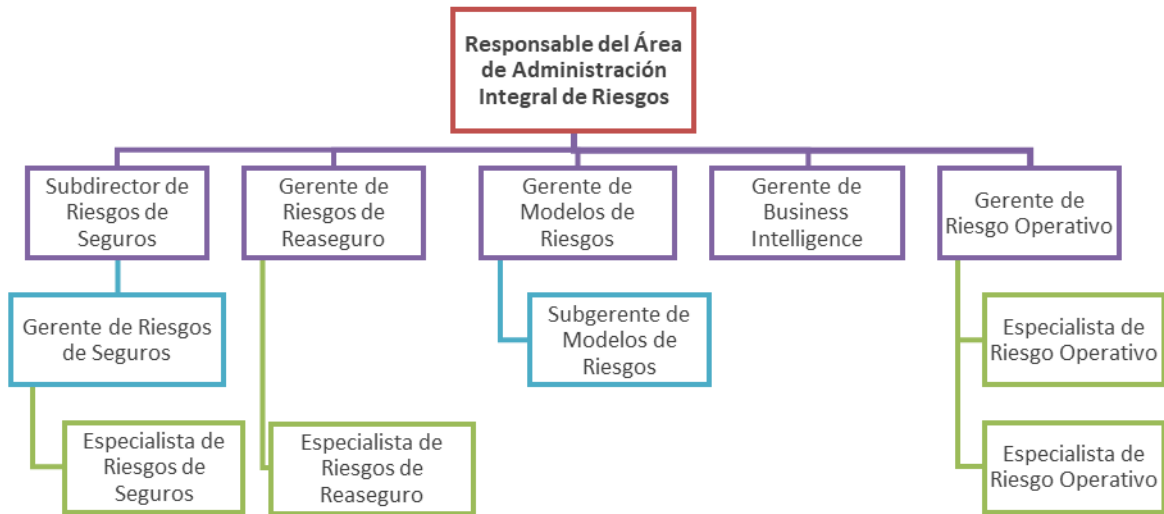 Responsable del Área
de Administración
Integral de Riesgos
Subdirector de
Riesgos de
Seguros
Gerente de
Riesgos de
Reaseguro
Gerente de
Modelos de
Riesgos
Gerente de
Business
Intelligence
Gerente de
Riesgo Operativo
Gerente de Riesgos
de Seguros
Subgerente de
Modelos de
Riesgos
Especialista de
Riesgo Operativo
Especialista de
Riesgos de
Seguros
Especialista de
Riesgos de
Reaseguro
Especialista de
Riesgo Operativo